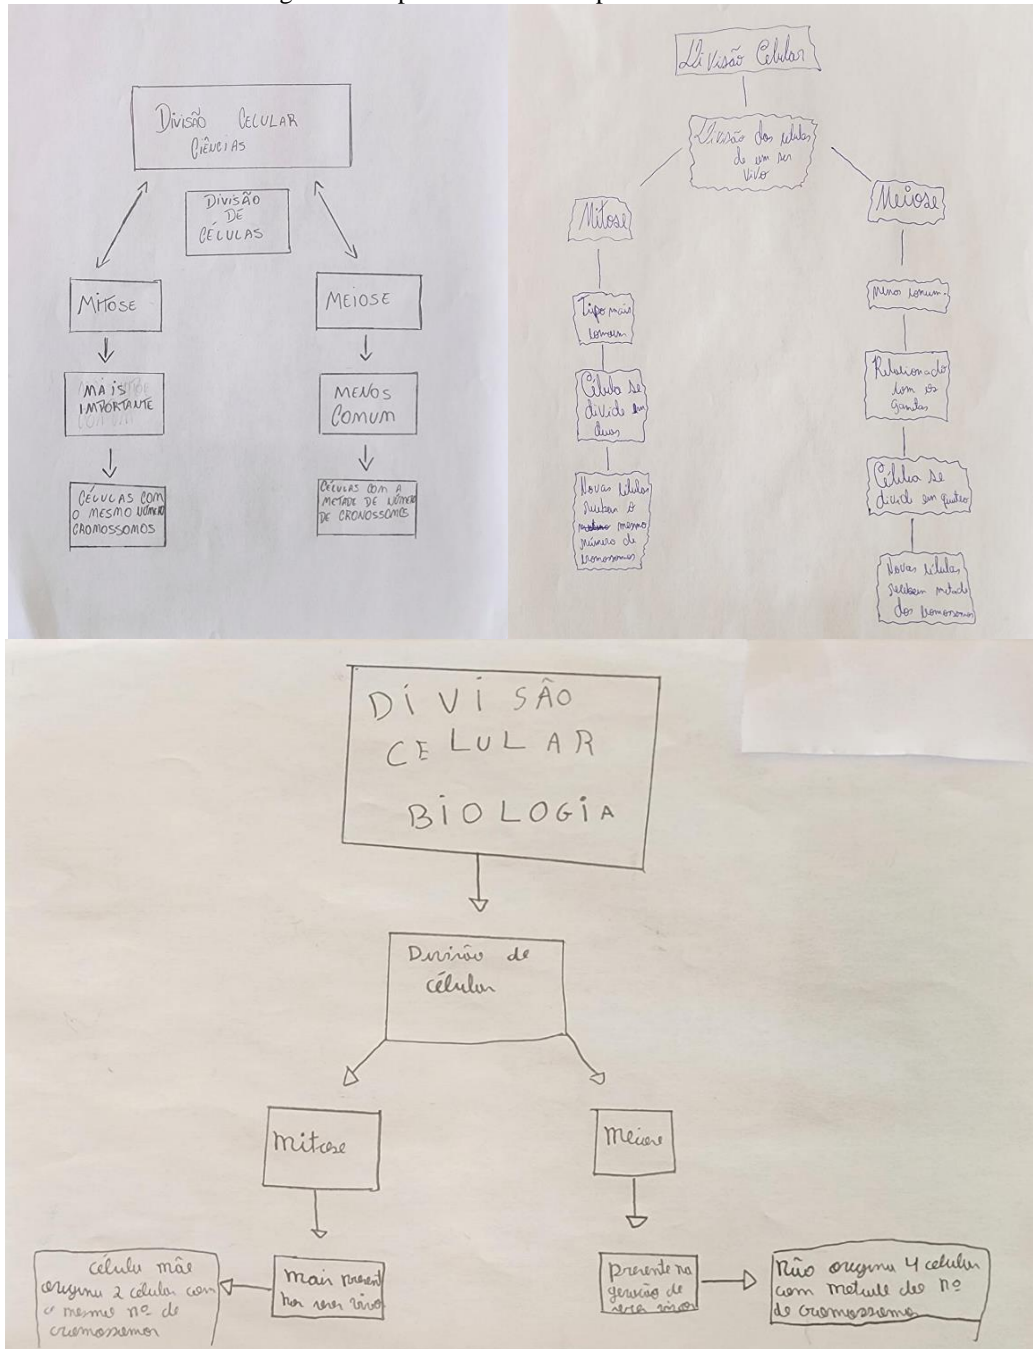 DIVISÃO CELULAR
CIÊNCIAS
DIVISÃO
DE
CÉLULAS
MITOSE
MEIOSE
MAIS
IMPORTANTE
MENOS
COMUM
CÉLULAS COM
O MESMO NÚMERO
CROMOSSOMOS
CÉLULAS COM A
METADE DE NÚMERO
DE CRONOSSOMOS
Divisão Celular
Divisão das células
de um ser
vivo
Mitose
Meiose
Tipo mais
comum
Menos comum.
Célula se
divide em
duas
Relacionado
com os
Novas células
recebem o
mesmo
número de
cromossomos
Célula se
divide em quatro
Novas células
recebem metade
dos cromossomos
DiViSÃO
CELULAR
BiOLOGiA
Divisão de
células
Mitose
Meiose
Mais present
nos seres vivos
célula mãe
origina 2 células com
o mesmo nº de
cromossomos
Presente na
geração de
seres vivos
Não origina 4 células
com metade do nº
de cromossomos